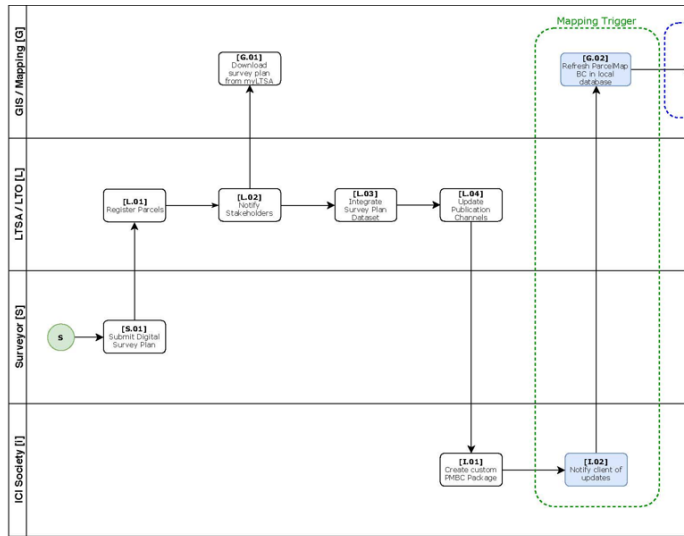 Mapping Trigger
GIS / Mapping [G]
[G.01]
Download
survey plan
from myLTSA
[G.02]
Refresh ParcelMap
BC in local
database
LTSA / LTO [L]
[L.01]
Register Parcels
[L.02]
Notify
Stakeholders
[L.03]
Integrate
Survey Plan
Dataset
[L.04]
Update
Publication
Channels
Surveyor [S]
s
[S.01]
Submit Digital
Survey Plan
ICI Society [I]
[I.01]
Create custom
PMBC Package
[I.02]
Notify client of
updates